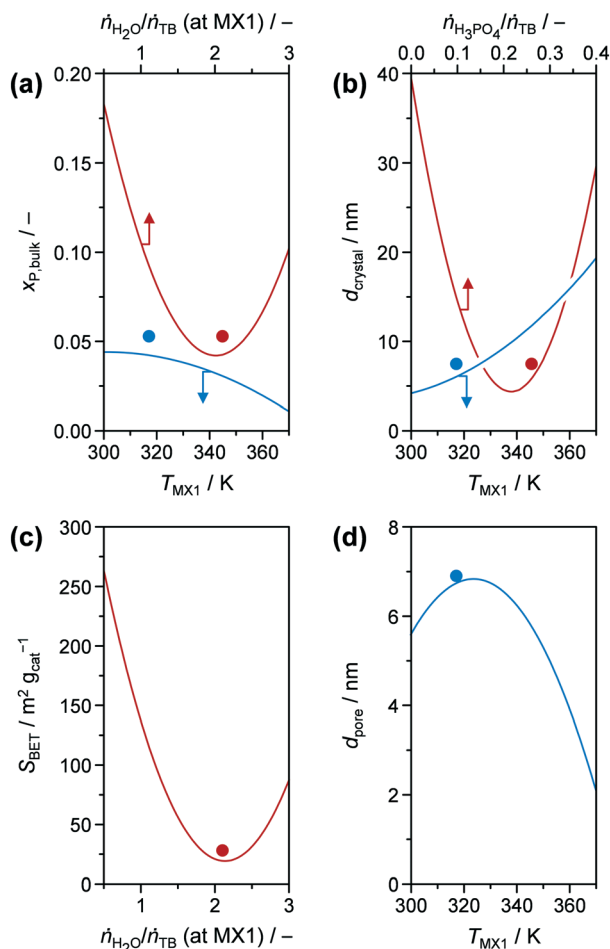 ṅH₂O/ṅTB (at MX1) / –
1 2 3
(a)
0.20
0.15
0.10
0.05
0.00
xP,bulk / –
300 320 340 360
TMX1 / K
ṅH₃PO₄/ṅTB / –
0.0 0.1 0.2 0.3 0.4
(b)
40
30
20
10
0
dcrystal / nm
300 320 340 360
TMX1 / K
(c)
300
250
200
150
100
75
50
25
0
SBET / m² gcat⁻¹
1 2 3
ṅH₂O/ṅTB (at MX1) / –
(d)
8
6
4
2
0
dpore / nm
300 320 340 360
TMX1 / K